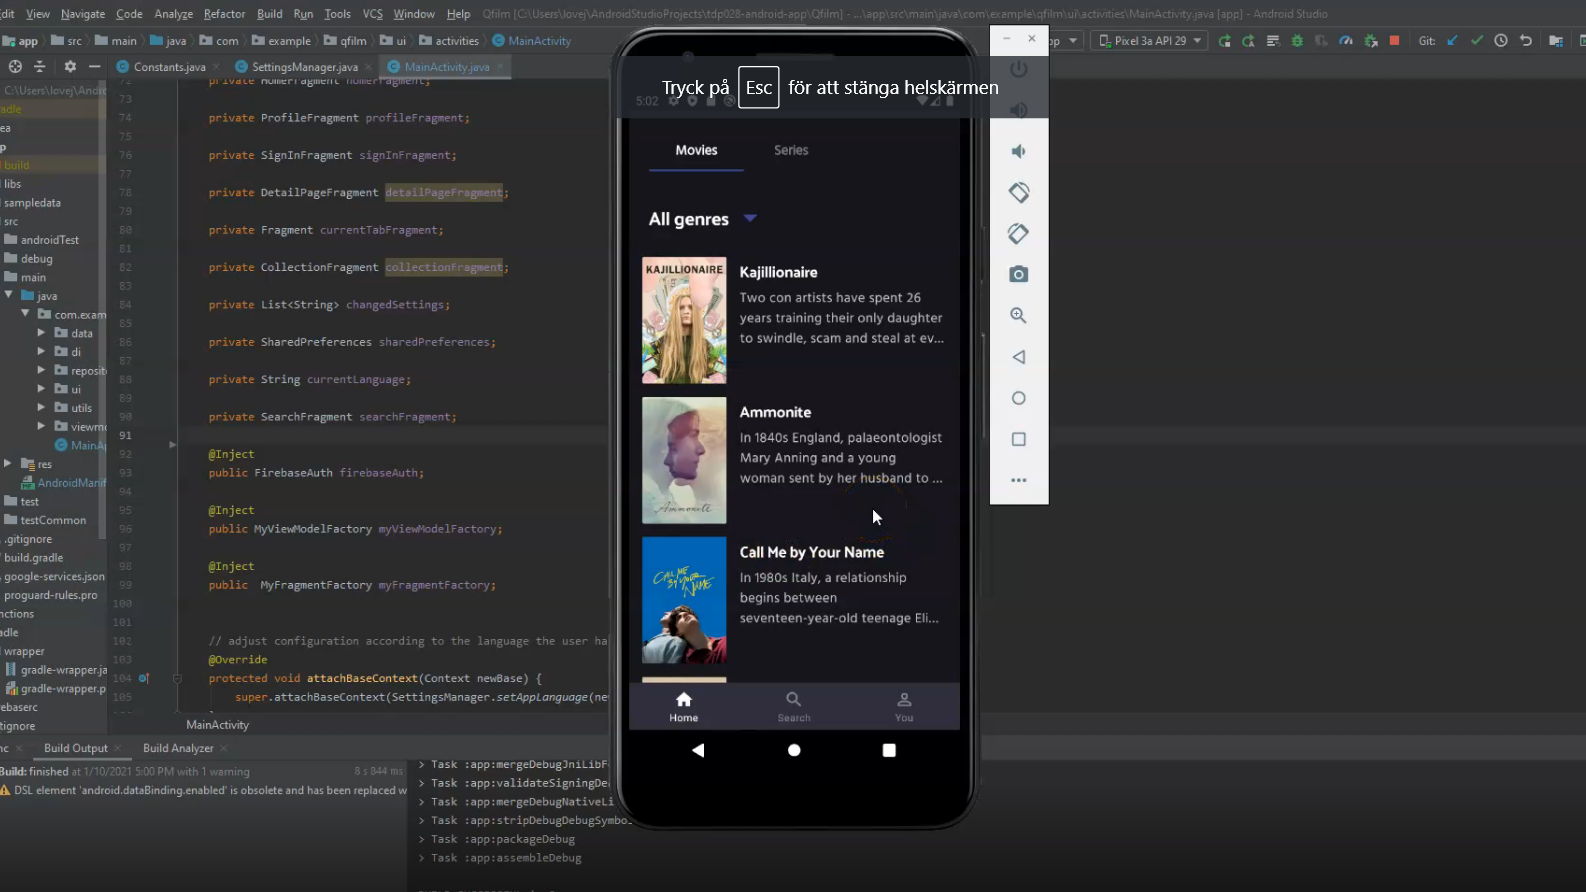 dit View Navigate Code Analyze Refactor Build Run Tools VCS Window Help Qfilm [C:\Users\lovej\AndroidStudioProjects\tdp028-android-app\Qfilm] - ...\app\src\main\java\com\example\qfilm\ui\activities\MainActivity.java [app] - Android Studio
app src main java com example qfilm ui activities MainActivity
Pixel 3a API 29 Git:
Constants.java SettingsManager.java MainActivity.java
C:\Users\lovej\An
adle
ea
p
build
libs
sampledata
src
androidTest
debug
main
java
com.exam
data
di
reposito
ui
utils
viewmo
MainAc
res
AndroidManif
test
testCommon
.gitignore
build.gradle
google-services.json
proguard-rules.pro
nctions
adle
wrapper
gradle-wrapper.ja
gradle-wrapper.p
ebaserc
tignore
72 private HomeFragment homeFragment;
73
74 private ProfileFragment profileFragment;
75
76 private SignInFragment signInFragment;
77
78 private DetailPageFragment detailPageFragment;
79
80 private Fragment currentTabFragment;
81
82 private CollectionFragment collectionFragment;
83
84 private List<String> changedSettings;
85
86 private SharedPreferences sharedPreferences;
87
88 private String currentLanguage;
89
90 private SearchFragment searchFragment;
91
92 @Inject
93 public FirebaseAuth firebaseAuth;
94
95 @Inject
96 public MyViewModelFactory myViewModelFactory;
97
98 @Inject
99 public MyFragmentFactory myFragmentFactory;
100
101
102 // adjust configuration according to the language the user ha
103 @Override
104 protected void attachBaseContext(Context newBase) {
105 super.attachBaseContext(SettingsManager.setAppLanguage(ne
MainActivity
nc Build Output Build Analyzer
Build: finished at 1/10/2021 5:00 PM with 1 warning 8 s 844 ms
DSL element 'android.dataBinding.enabled' is obsolete and has been replaced w
> Task :app:mergeDebugJniLibF
> Task :app:validateSigningDe
> Task :app:mergeDebugNativeLi
> Task :app:stripDebugDebugSymbo
> Task :app:packageDebug
> Task :app:assembleDebug
Tryck på Esc för att stänga helskärmen
5:02
Movies Series
All genres
KAJILLIONAIRE
Kajillionaire
Two con artists have spent 26
years training their only daughter
to swindle, scam and steal at ev...
Ammonite
Ammonite
In 1840s England, palaeontologist
Mary Anning and a young
woman sent by her husband to ...
CALL ME BY YOUR NAME
Call Me by Your Name
In 1980s Italy, a relationship
begins between
seventeen-year-old teenage Eli...
Home Search You